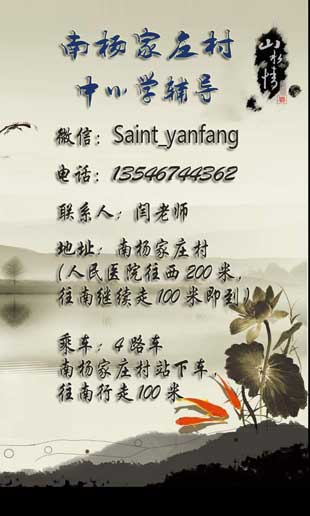 南杨家庄村
中小学辅导
山水情
微信：Saint_yanfang
电话：13546744362
联系人：闫老师
地址：南杨家庄村
(人民医院往西200米，
往南继续走100米即到)
乘车：4路车
南杨家庄村站下车，
往南行走100米